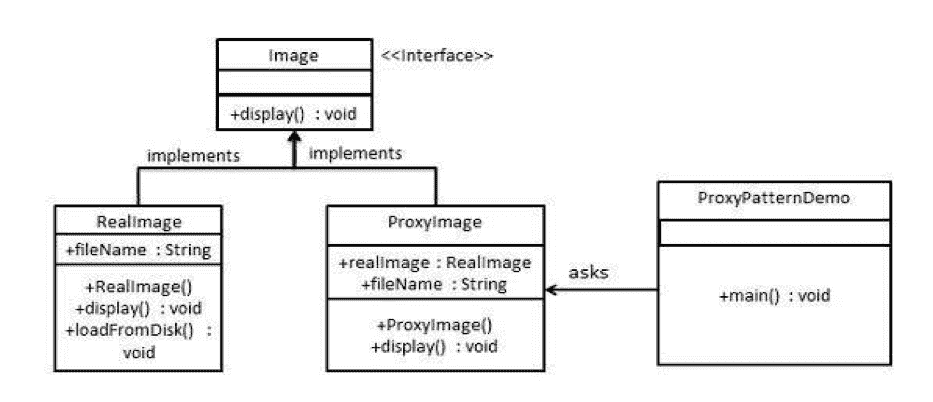 Image
<<Interface>>
+display() : void
implements
implements
RealImage
+fileName : String
+RealImage()
+display() : void
+loadFromDisk() :
void
ProxyImage
+realImage : RealImage
+fileName : String
+ProxyImage()
+display() : void
asks
ProxyPatternDemo
+main() : void